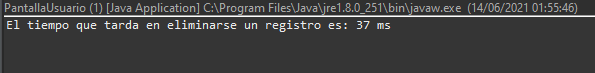 PantallaUsuario (1) [Java Application] C:\Program Files\Java\jre1.8.0_251\bin\javaw.exe (14/06/2021 01:55:46)
El tiempo que tarda en eliminarse un registro es: 37 ms